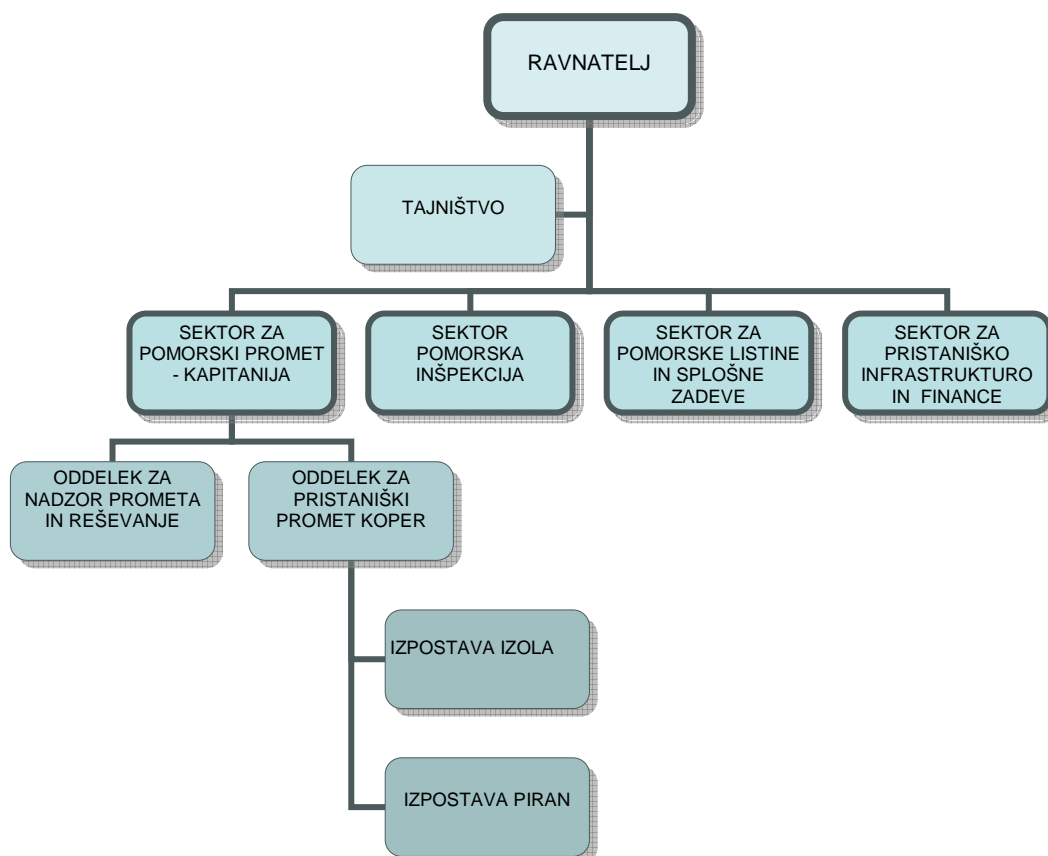 RAVNATELJ
TAJNIŠTVO
SEKTOR ZA
POMORSKI PROMET
- KAPITANIJA
SEKTOR
POMORSKA
INŠPEKCIJA
SEKTOR ZA
POMORSKE LISTINE
IN SPLOŠNE
ZADEVE
SEKTOR ZA
PRISTANIŠKO
INFRASTRUKTURO
IN FINANCE
ODDELEK ZA
NADZOR PROMETA
IN REŠEVANJE
ODDELEK ZA
PRISTANIŠKI
PROMET KOPER
IZPOSTAVA IZOLA
IZPOSTAVA PIRAN